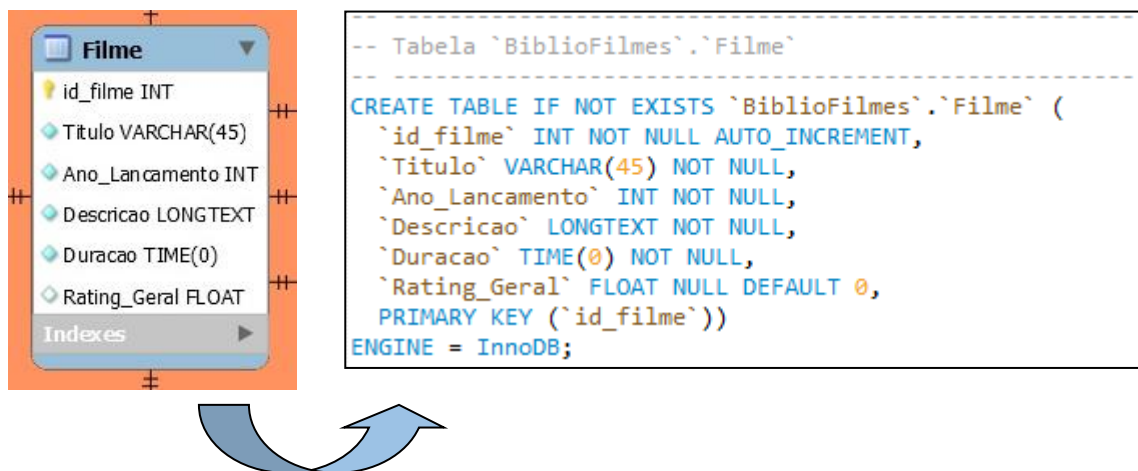 Filme
id_filme INT
Titulo VARCHAR(45)
Ano_Lancamento INT
Descricao LONGTEXT
Duracao TIME(0)
Rating_Geral FLOAT
Indexes
-- -----------------------------------------------------
-- Tabela `BiblioFilmes`.`Filme`
-- -----------------------------------------------------
CREATE TABLE IF NOT EXISTS `BiblioFilmes`.`Filme` (
`id_filme` INT NOT NULL AUTO_INCREMENT,
`Titulo` VARCHAR(45) NOT NULL,
`Ano_Lancamento` INT NOT NULL,
`Descricao` LONGTEXT NOT NULL,
`Duracao` TIME(0) NOT NULL,
`Rating_Geral` FLOAT NULL DEFAULT 0,
PRIMARY KEY (`id_filme`))
ENGINE = InnoDB;